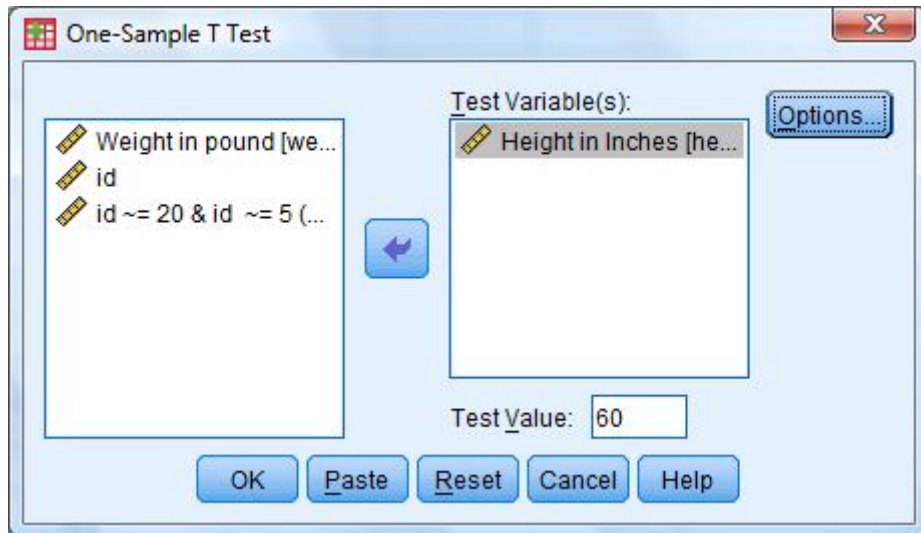 One-Sample T Test
Test Variable(s):
Weight in pound [we...
id
id ~= 20 & id ~= 5 (...
Height in Inches [he...
Options...
Test Value: 60
OK Paste Reset Cancel Help